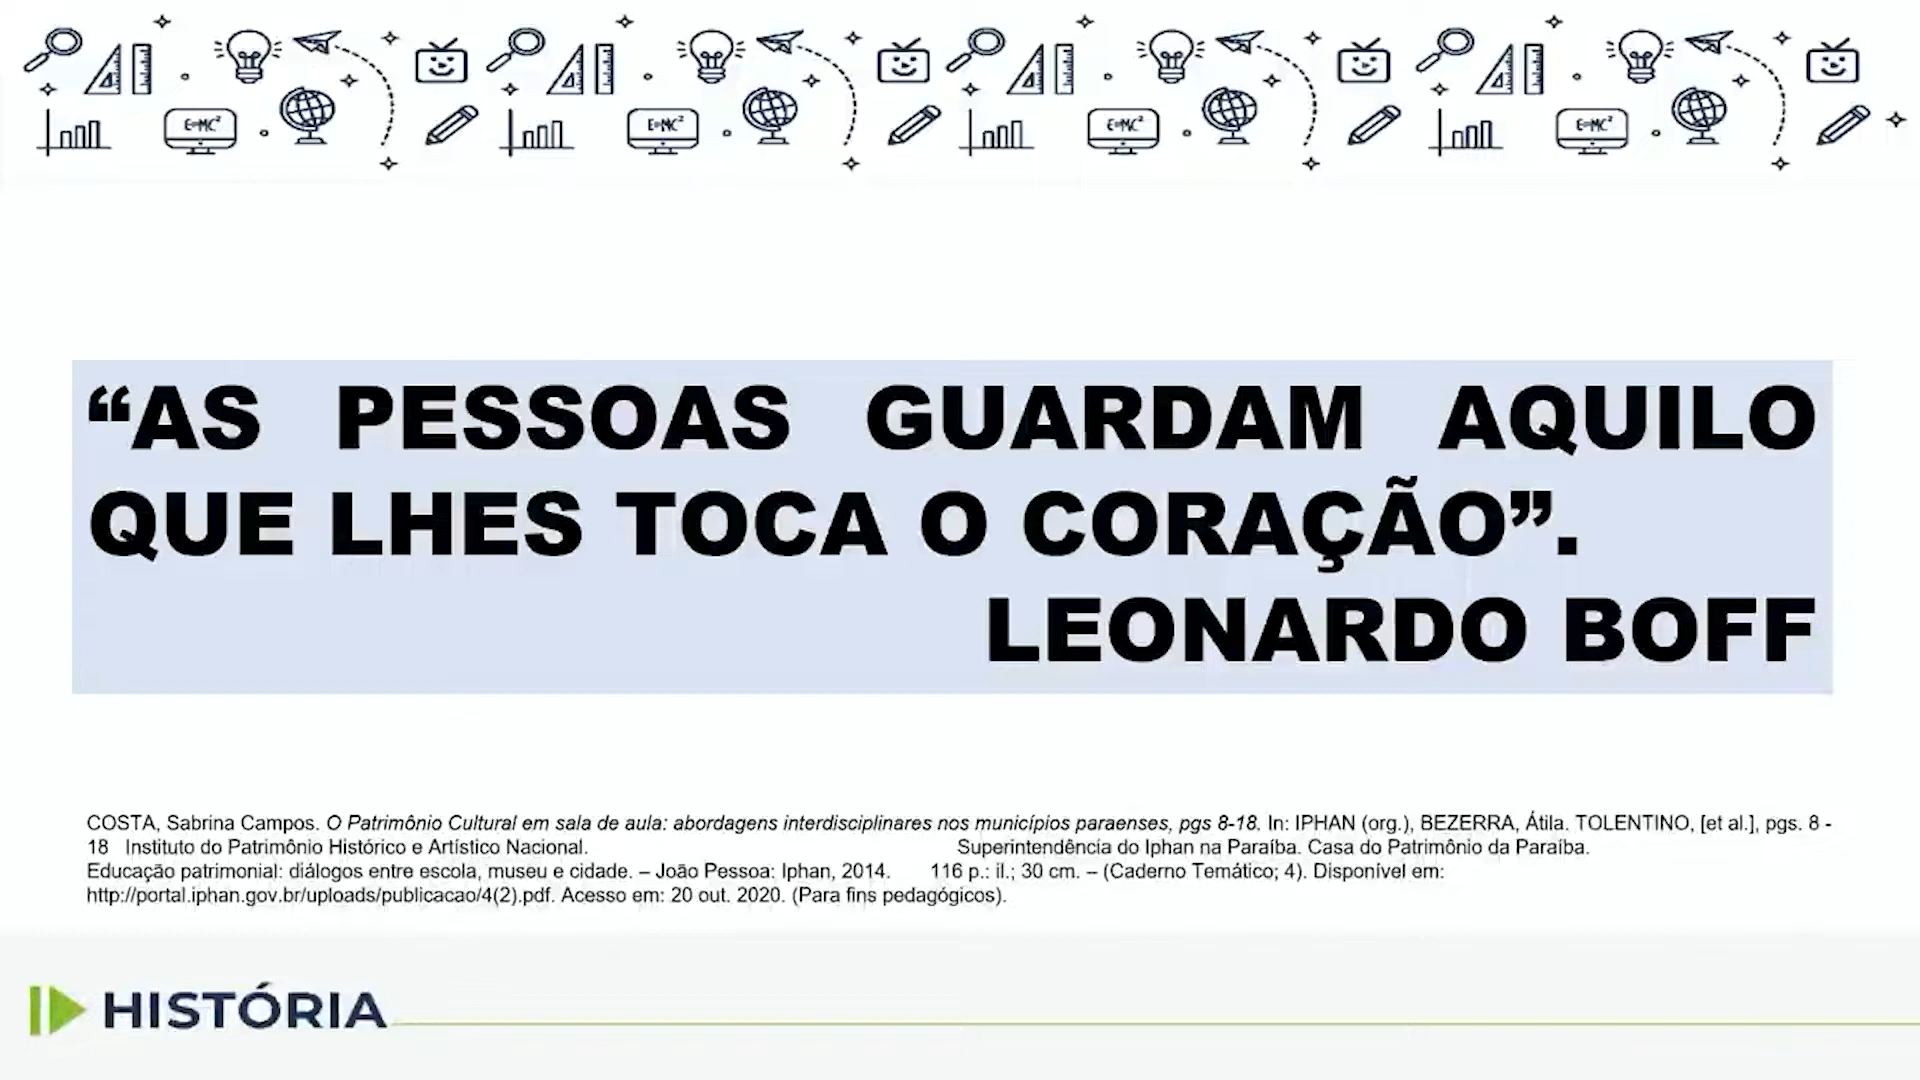 E=MC² E=MC² E=MC² E=MC²
“AS PESSOAS GUARDAM AQUILO
QUE LHES TOCA O CORAÇÃO”.
LEONARDO BOFF
COSTA, Sabrina Campos. O Patrimônio Cultural em sala de aula: abordagens interdisciplinares nos municípios paraenses, pgs 8-18. In: IPHAN (org.), BEZERRA, Átila. TOLENTINO, [et al.], pgs. 8 -
18 Instituto do Patrimônio Histórico e Artístico Nacional. Superintendência do Iphan na Paraíba. Casa do Patrimônio da Paraíba.
Educação patrimonial: diálogos entre escola, museu e cidade. – João Pessoa: Iphan, 2014. 116 p.: il.; 30 cm. – (Caderno Temático; 4). Disponível em:
http://portal.iphan.gov.br/uploads/publicacao/4(2).pdf. Acesso em: 20 out. 2020. (Para fins pedagógicos).
HISTÓRIA